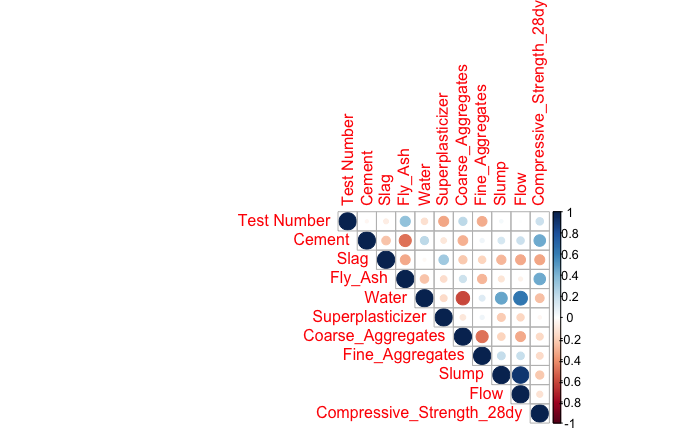 Test Number
Cement
Slag
Fly_Ash
Water
Superplasticizer
Coarse_Aggregates
Fine_Aggregates
Slump
Flow
Compressive_Strength_28dy
Test Number
Cement
Slag
Fly_Ash
Water
Superplasticizer
Coarse_Aggregates
Fine_Aggregates
Slump
Flow
Compressive_Strength_28dy
1
0.8
0.6
0.4
0.2
0
-0.2
-0.4
-0.6
-0.8
-1